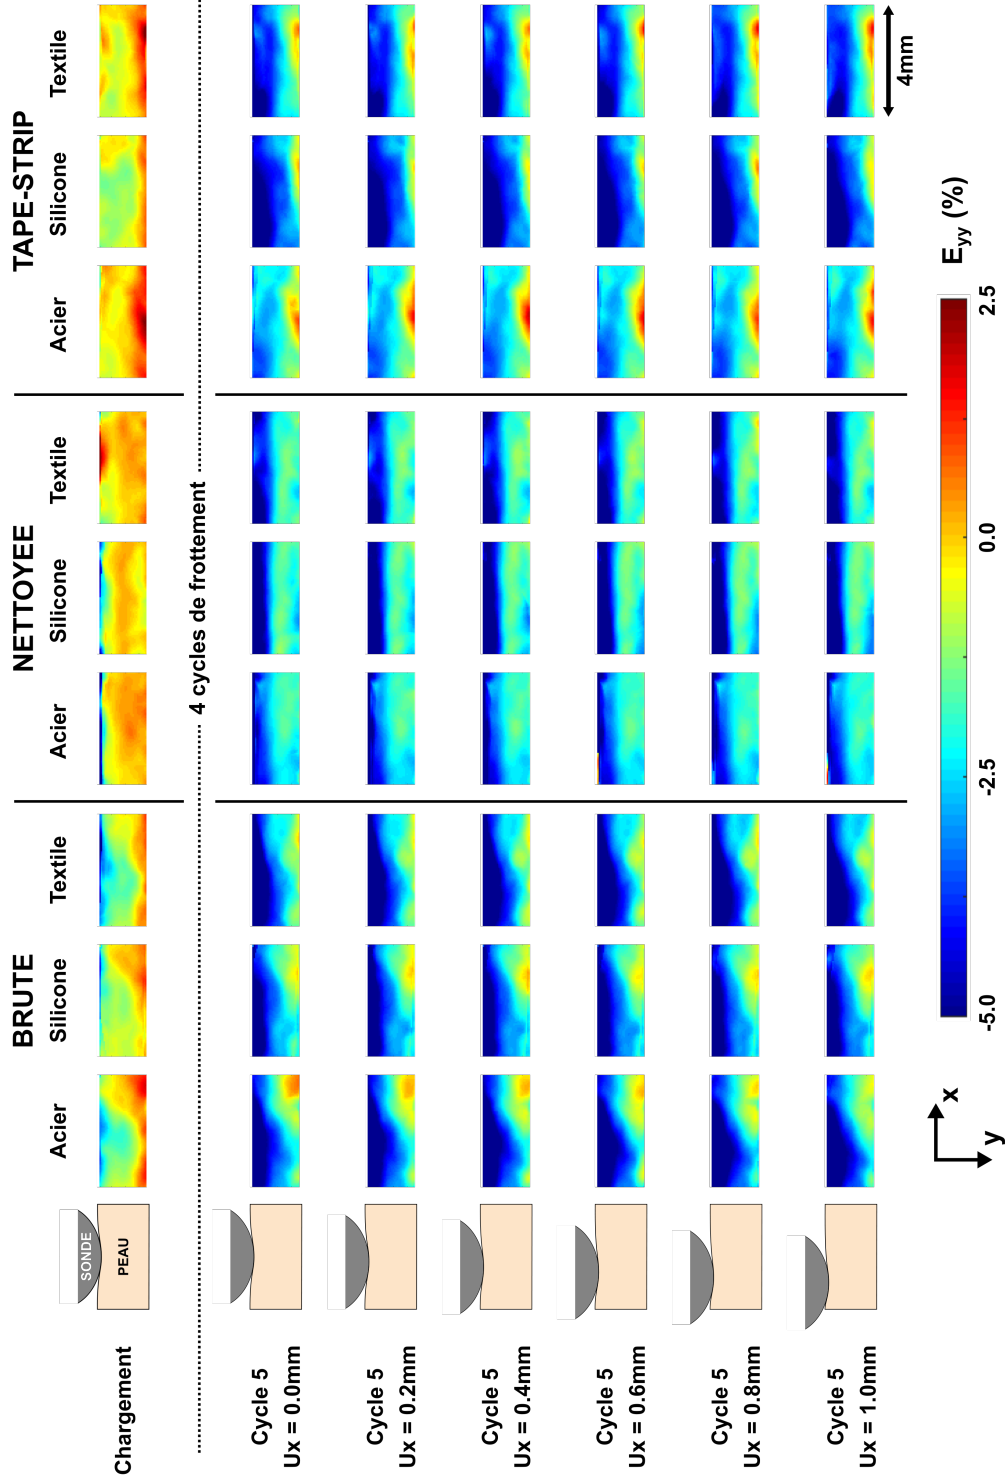 BRUTE
NETTOYEE
TAPE-STRIP
Acier
Silicone
Textile
Acier
Silicone
Textile
Acier
Silicone
Textile
Chargement
SONDE
PEAU
4 cycles de frottement
Cycle 5
Ux = 0.0mm
Cycle 5
Ux = 0.2mm
Cycle 5
Ux = 0.4mm
Cycle 5
Ux = 0.6mm
Cycle 5
Ux = 0.8mm
Cycle 5
Ux = 1.0mm
4mm
x
y
Eyy (%)
-5.0
-2.5
0.0
2.5